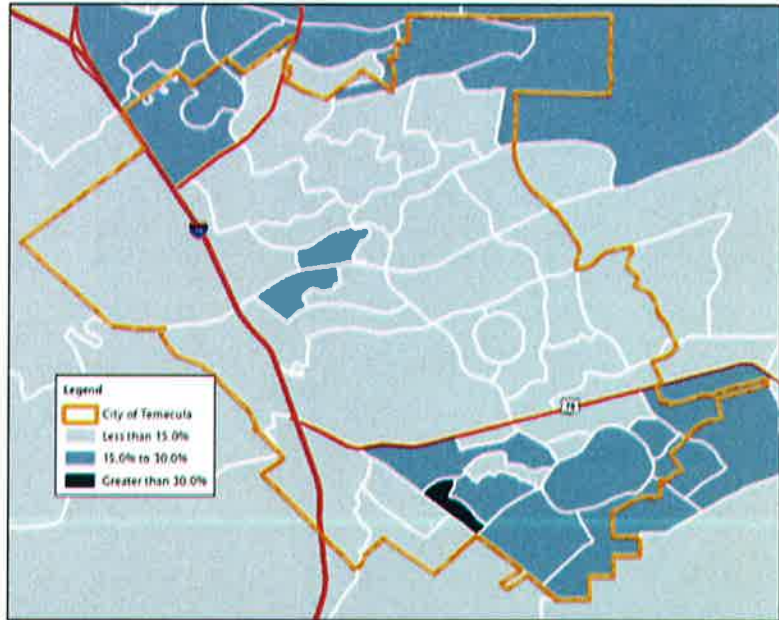 Legend
City of Temecula
Less than 15.0%
15.0% to 30.0%
Greater than 30.0%